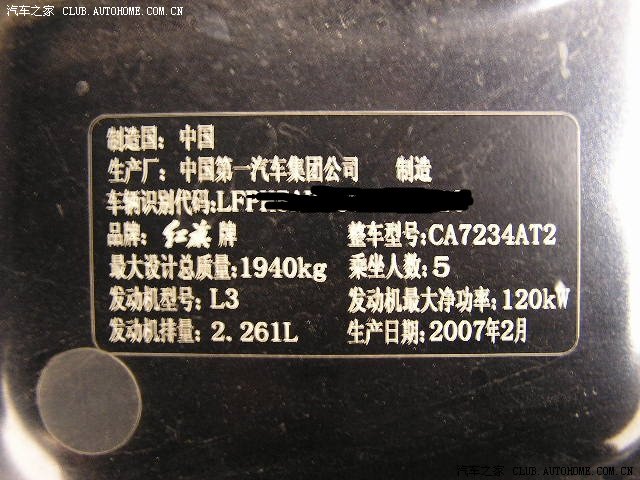 汽车之家 CLUB.AUTOHOME.COM.CN
制造国：中国
生产厂：中国第一汽车集团公司 制造
车辆识别代码:LFP
品牌：红旗牌 整车型号:CA7234AT2
最大设计总质量:1940kg 乘坐人数:5
发动机型号:L3 发动机最大净功率:120kW
发动机排量:2.261L 生产日期:2007年2月
汽车之家 CLUB.AUTOHOME.COM.CN